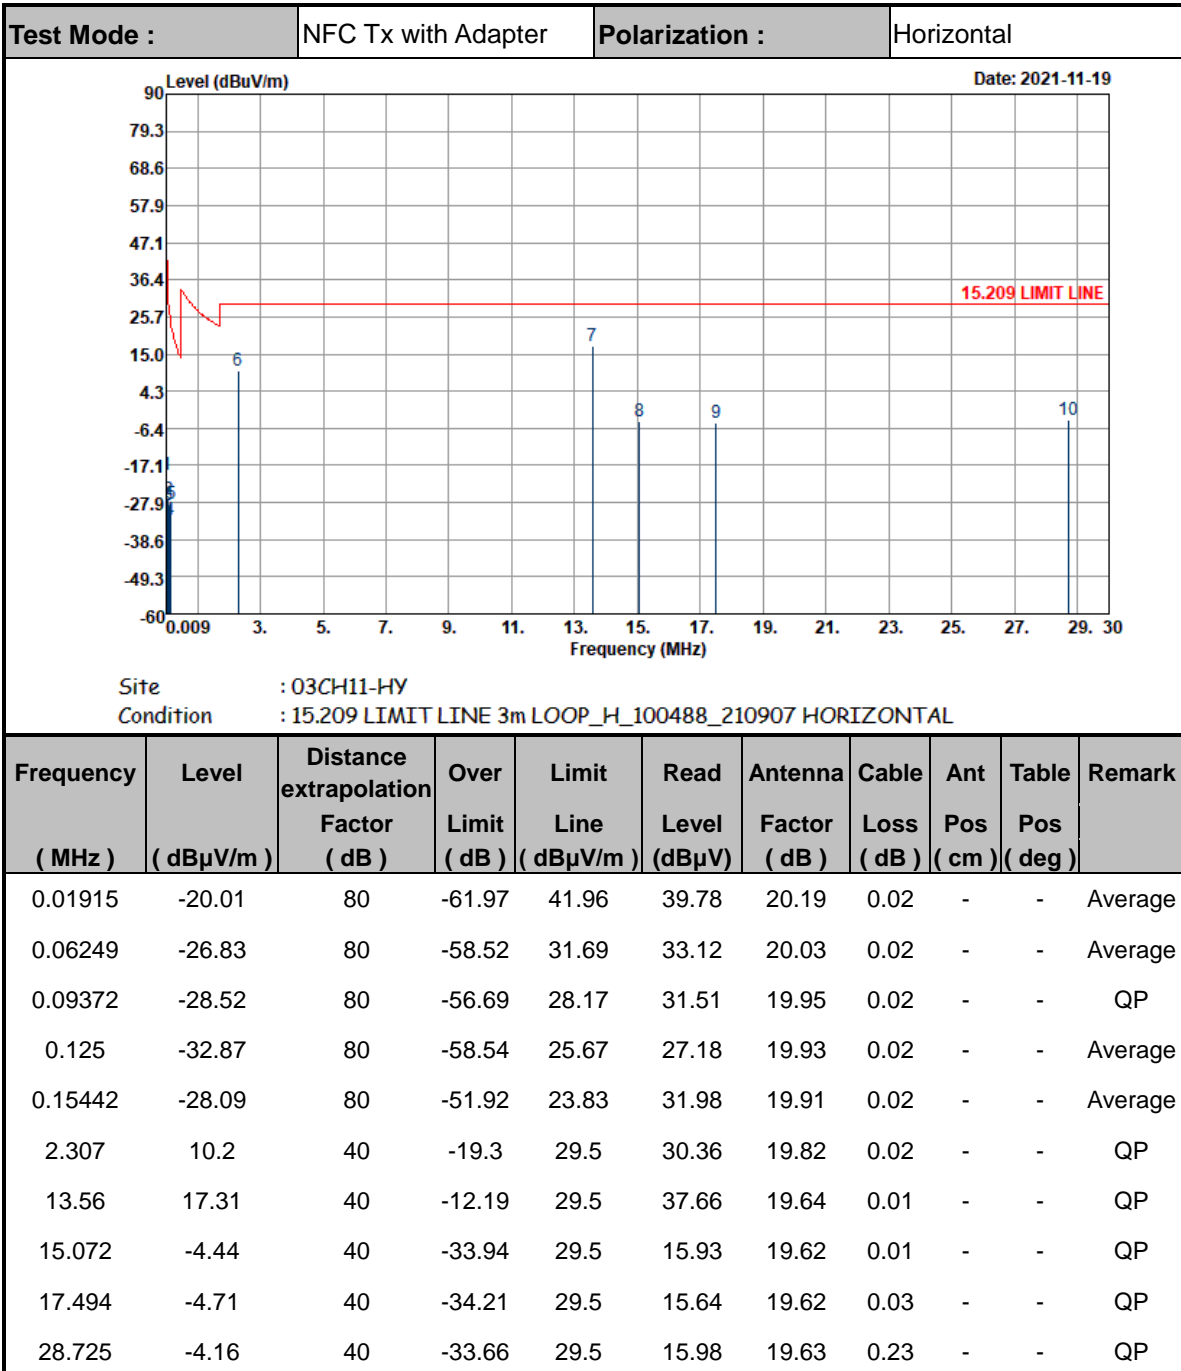 Test Mode : NFC Tx with Adapter Polarization : Horizontal
Level (dBuV/m) Date: 2021-11-19
90
79.3
68.6
57.9
47.1
36.4
15.209 LIMIT LINE
25.7
15.0
4.3
-6.4
-17.1
-27.9
-38.6
-49.3
-60
6
7
8
9
10
0.009 3. 5. 7. 9. 11. 13. 15. 17. 19. 21. 23. 25. 27. 29. 30
Frequency (MHz)
Site : 03CH11-HY
Condition : 15.209 LIMIT LINE 3m LOOP_H_100488_210907 HORIZONTAL
Frequency Level Distance extrapolation Over Limit Read Antenna Cable Ant Table Remark
Factor Limit Line Level Factor Loss Pos Pos
( MHz ) ( dBµV/m ) ( dB ) ( dB ) ( dBµV/m ) (dBµV) ( dB ) ( dB ) ( cm ) ( deg )
0.01915 -20.01 80 -61.97 41.96 39.78 20.19 0.02 - - Average
0.06249 -26.83 80 -58.52 31.69 33.12 20.03 0.02 - - Average
0.09372 -28.52 80 -56.69 28.17 31.51 19.95 0.02 - - QP
0.125 -32.87 80 -58.54 25.67 27.18 19.93 0.02 - - Average
0.15442 -28.09 80 -51.92 23.83 31.98 19.91 0.02 - - Average
2.307 10.2 40 -19.3 29.5 30.36 19.82 0.02 - - QP
13.56 17.31 40 -12.19 29.5 37.66 19.64 0.01 - - QP
15.072 -4.44 40 -33.94 29.5 15.93 19.62 0.01 - - QP
17.494 -4.71 40 -34.21 29.5 15.64 19.62 0.03 - - QP
28.725 -4.16 40 -33.66 29.5 15.98 19.63 0.23 - - QP